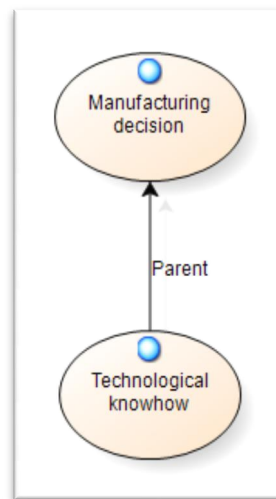 Manufacturing
decision
Parent
Technological
knowhow